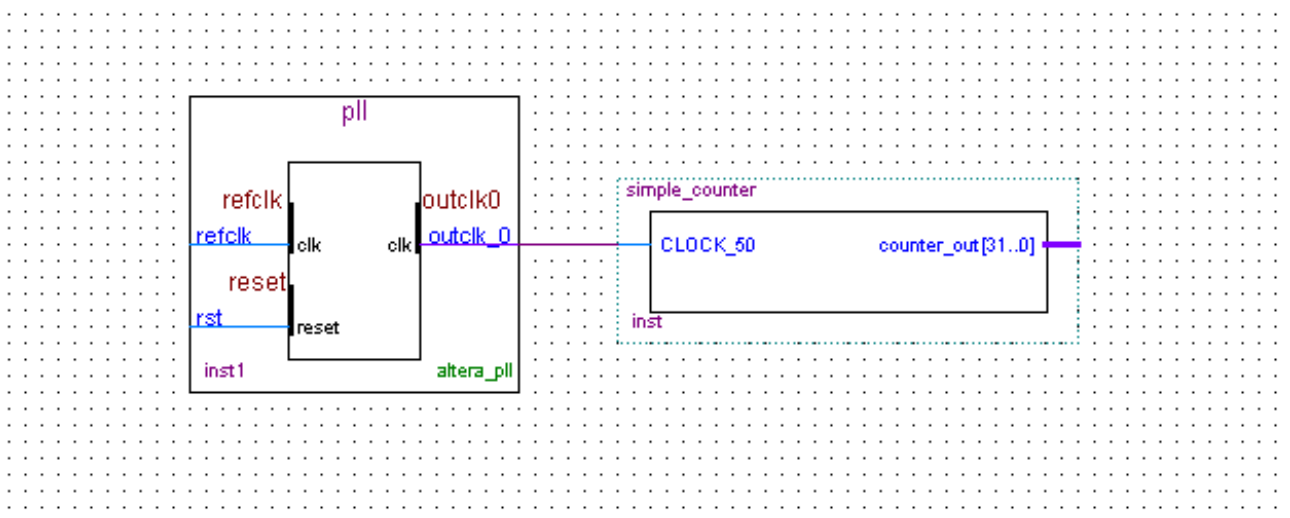 pll
refclk
outclk0
refclk
clk
clk
outclk_0
reset
rst
reset
inst1
altera_pll
simple_counter
CLOCK_50
counter_out[31..0]
inst